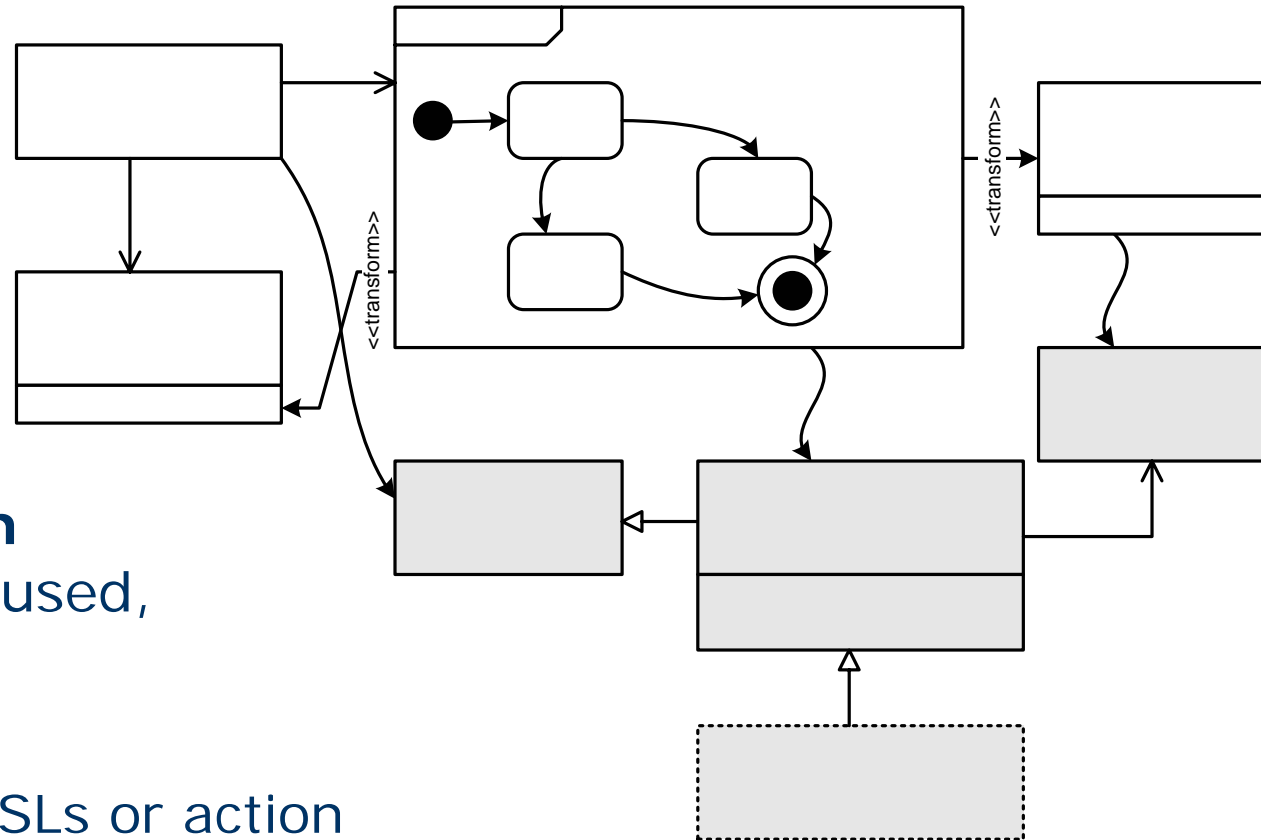 <<transform>>
<<transform>>
n
used,
SLs or action